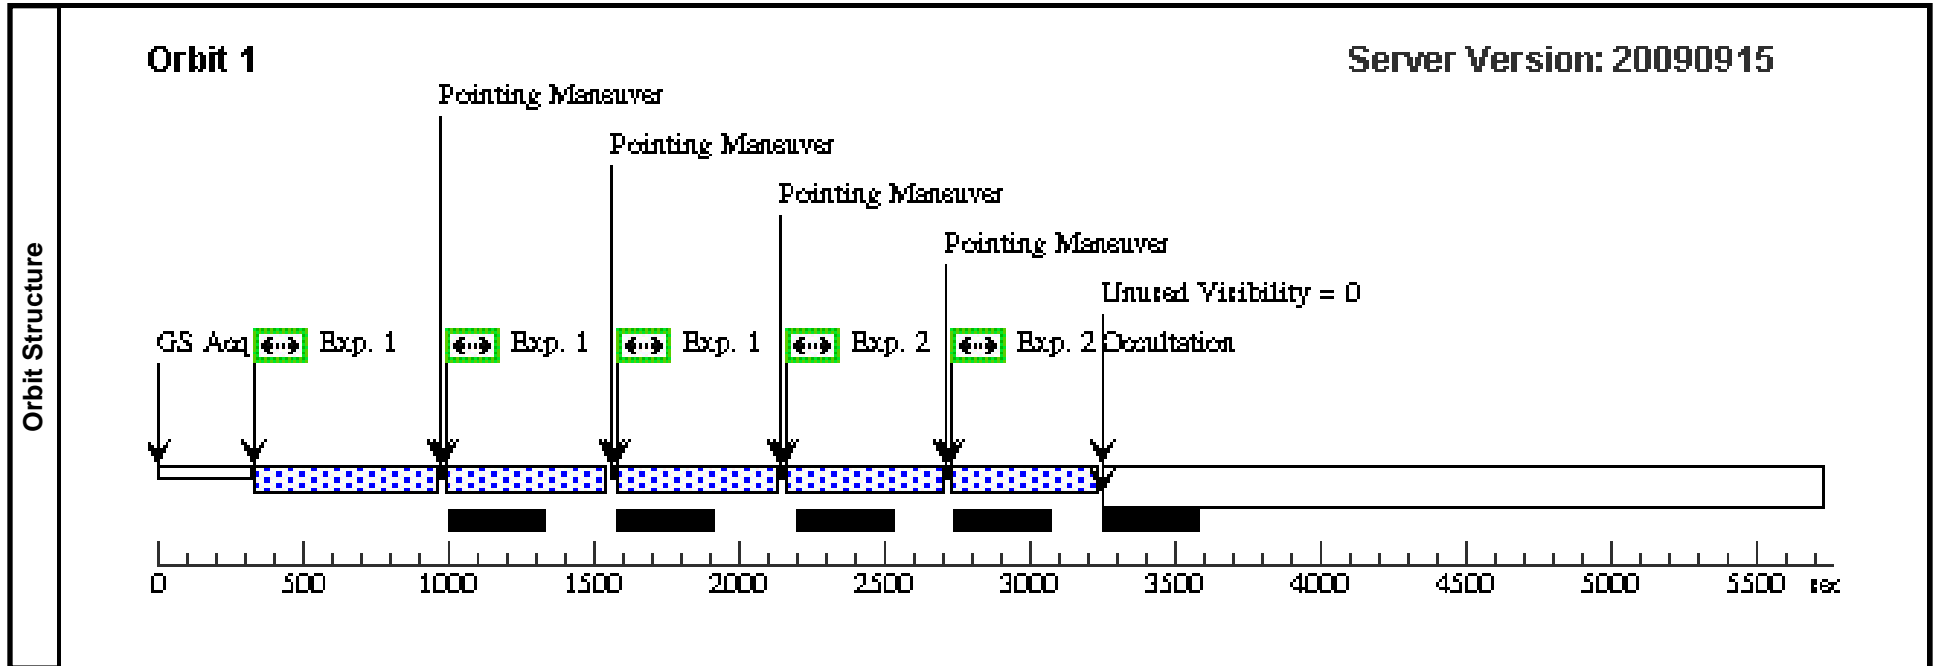 Orbit Structure
Orbit 1
Server Version: 20090915
Pointing Maneuver
Pointing Maneuver
Pointing Maneuver
Pointing Maneuver
Unused Visibility = 0
GS Acq Exp. 1 Exp. 1 Exp. 1 Exp. 2 Exp. 2 Occultation
0 500 1000 1500 2000 2500 3000 3500 4000 4500 5000 5500 sec